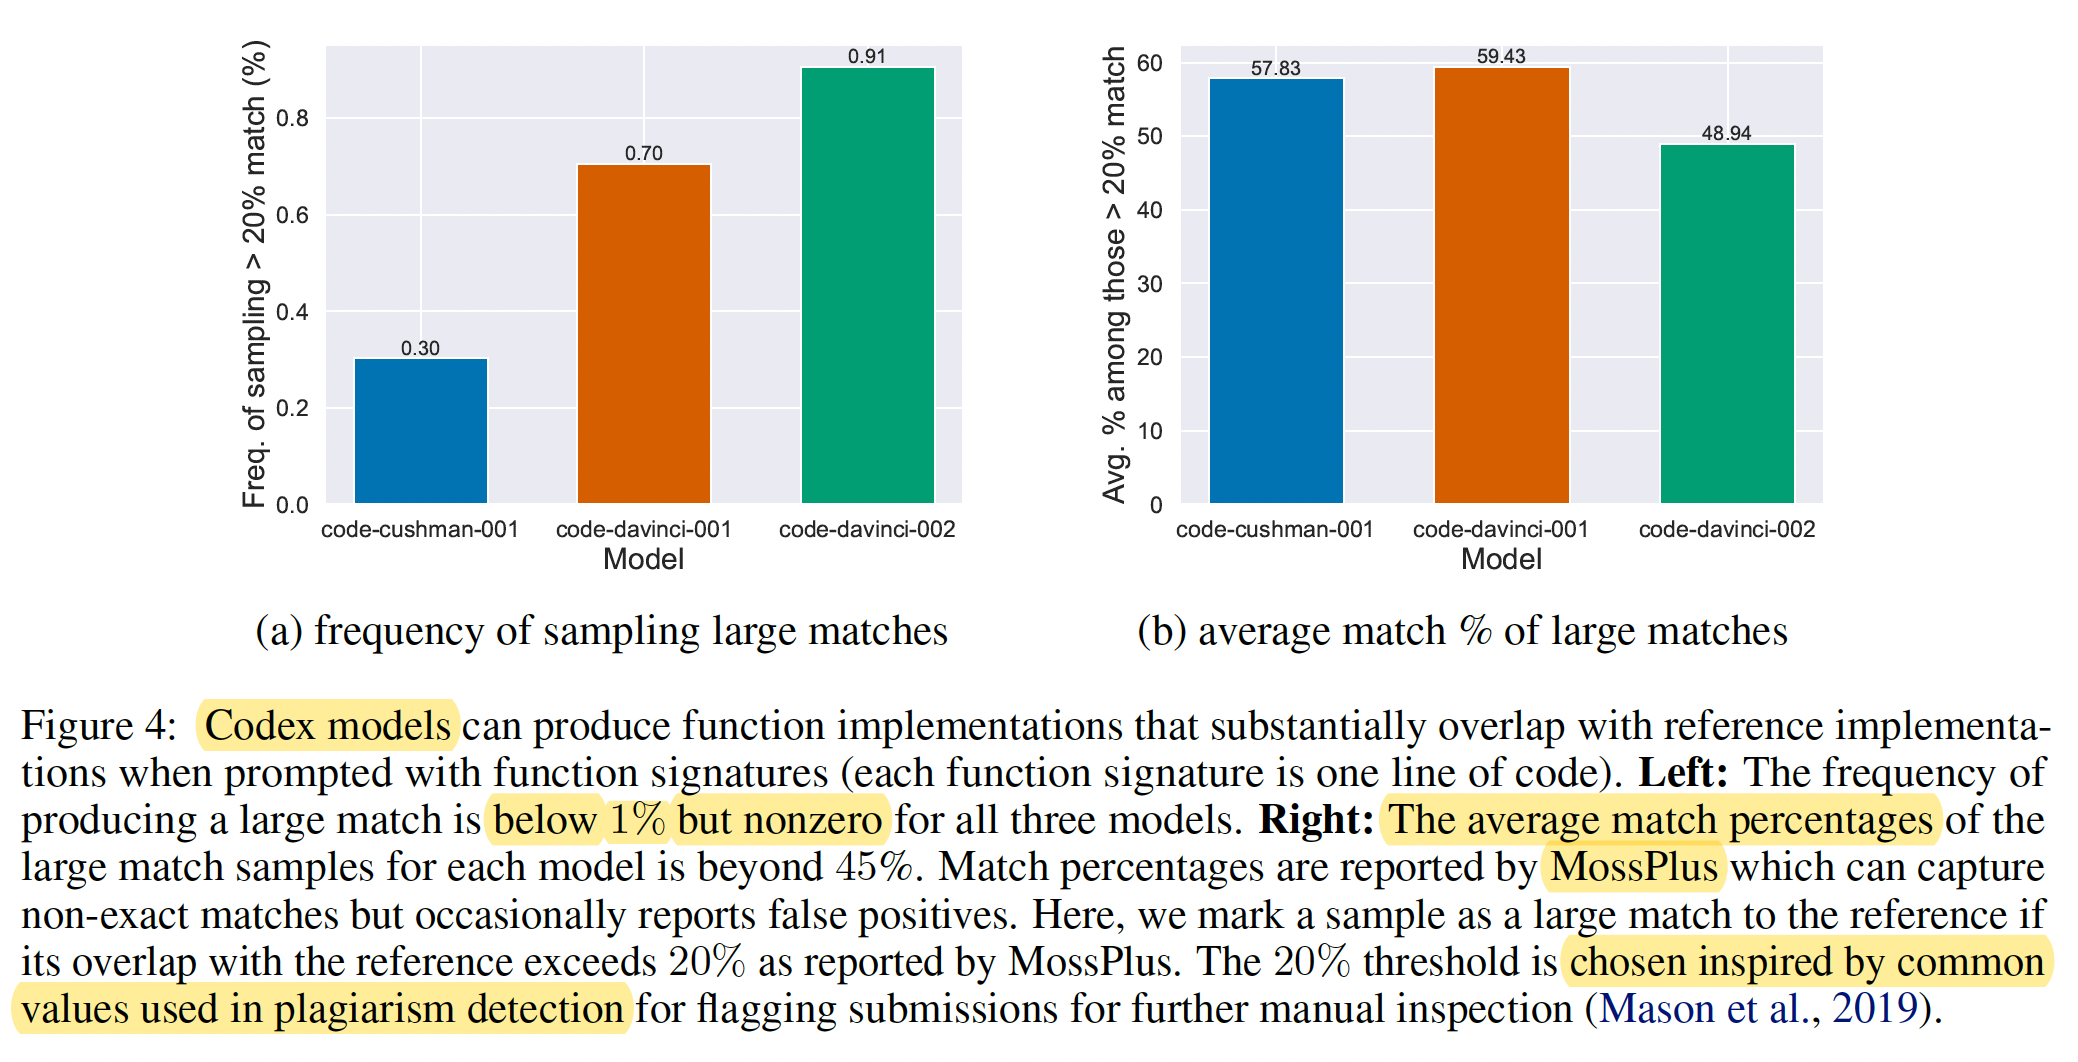 Freq. of sampling > 20% match (%)
0.8
0.6
0.4
0.2
0.0
0.30
0.70
0.91
code-cushman-001
code-davinci-001
code-davinci-002
Model
(a) frequency of sampling large matches
Avg. % among those > 20% match
60
50
40
30
20
10
0
57.83
59.43
48.94
code-cushman-001
code-davinci-001
code-davinci-002
Model
(b) average match % of large matches
Figure 4: Codex models can produce function implementations that substantially overlap with reference implementa-
tions when prompted with function signatures (each function signature is one line of code). Left: The frequency of
producing a large match is below 1% but nonzero for all three models. Right: The average match percentages of the
large match samples for each model is beyond 45%. Match percentages are reported by MossPlus which can capture
non-exact matches but occasionally reports false positives. Here, we mark a sample as a large match to the reference if
its overlap with the reference exceeds 20% as reported by MossPlus. The 20% threshold is chosen inspired by common
values used in plagiarism detection for flagging submissions for further manual inspection (Mason et al., 2019).